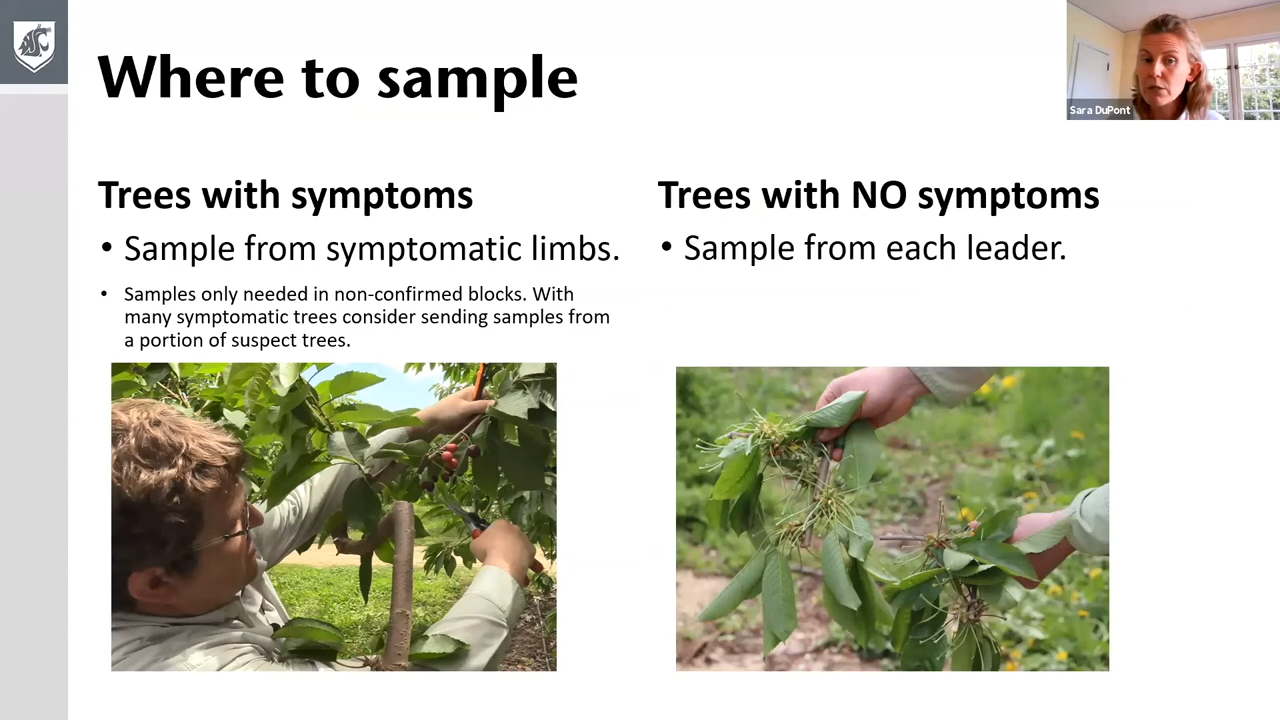 Where to sample
Sara DuPont
Trees with symptoms
• Sample from symptomatic limbs.
• Samples only needed in non-confirmed blocks. With
many symptomatic trees consider sending samples from
a portion of suspect trees.
Trees with NO symptoms
• Sample from each leader.